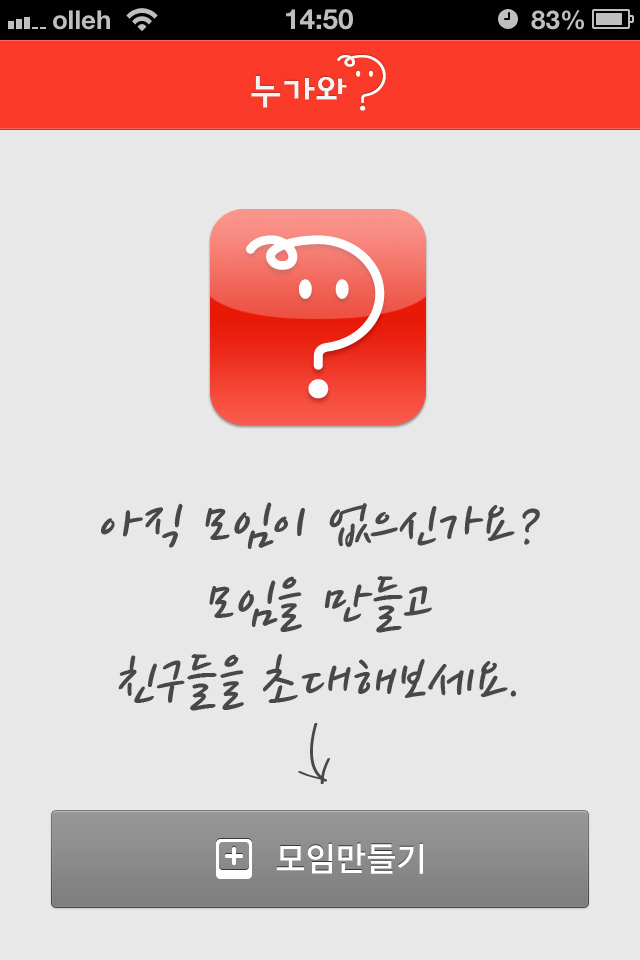 olleh 14:50 83%
누가와?
아직 모임이 없으신가요?
모임을 만들고
친구들을 초대해보세요.
모임만들기